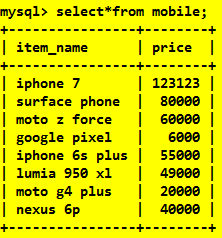 mysql> select*from mobile;
+----------------+--------+
| item_name      | price  |
+----------------+--------+
| iphone 7       | 123123 |
| surface phone  |  80000 |
| moto z force   |  60000 |
| google pixel   |   6000 |
| iphone 6s plus |  55000 |
| lumia 950 xl   |  49000 |
| moto g4 plus   |  20000 |
| nexus 6p       |  40000 |
+----------------+--------+